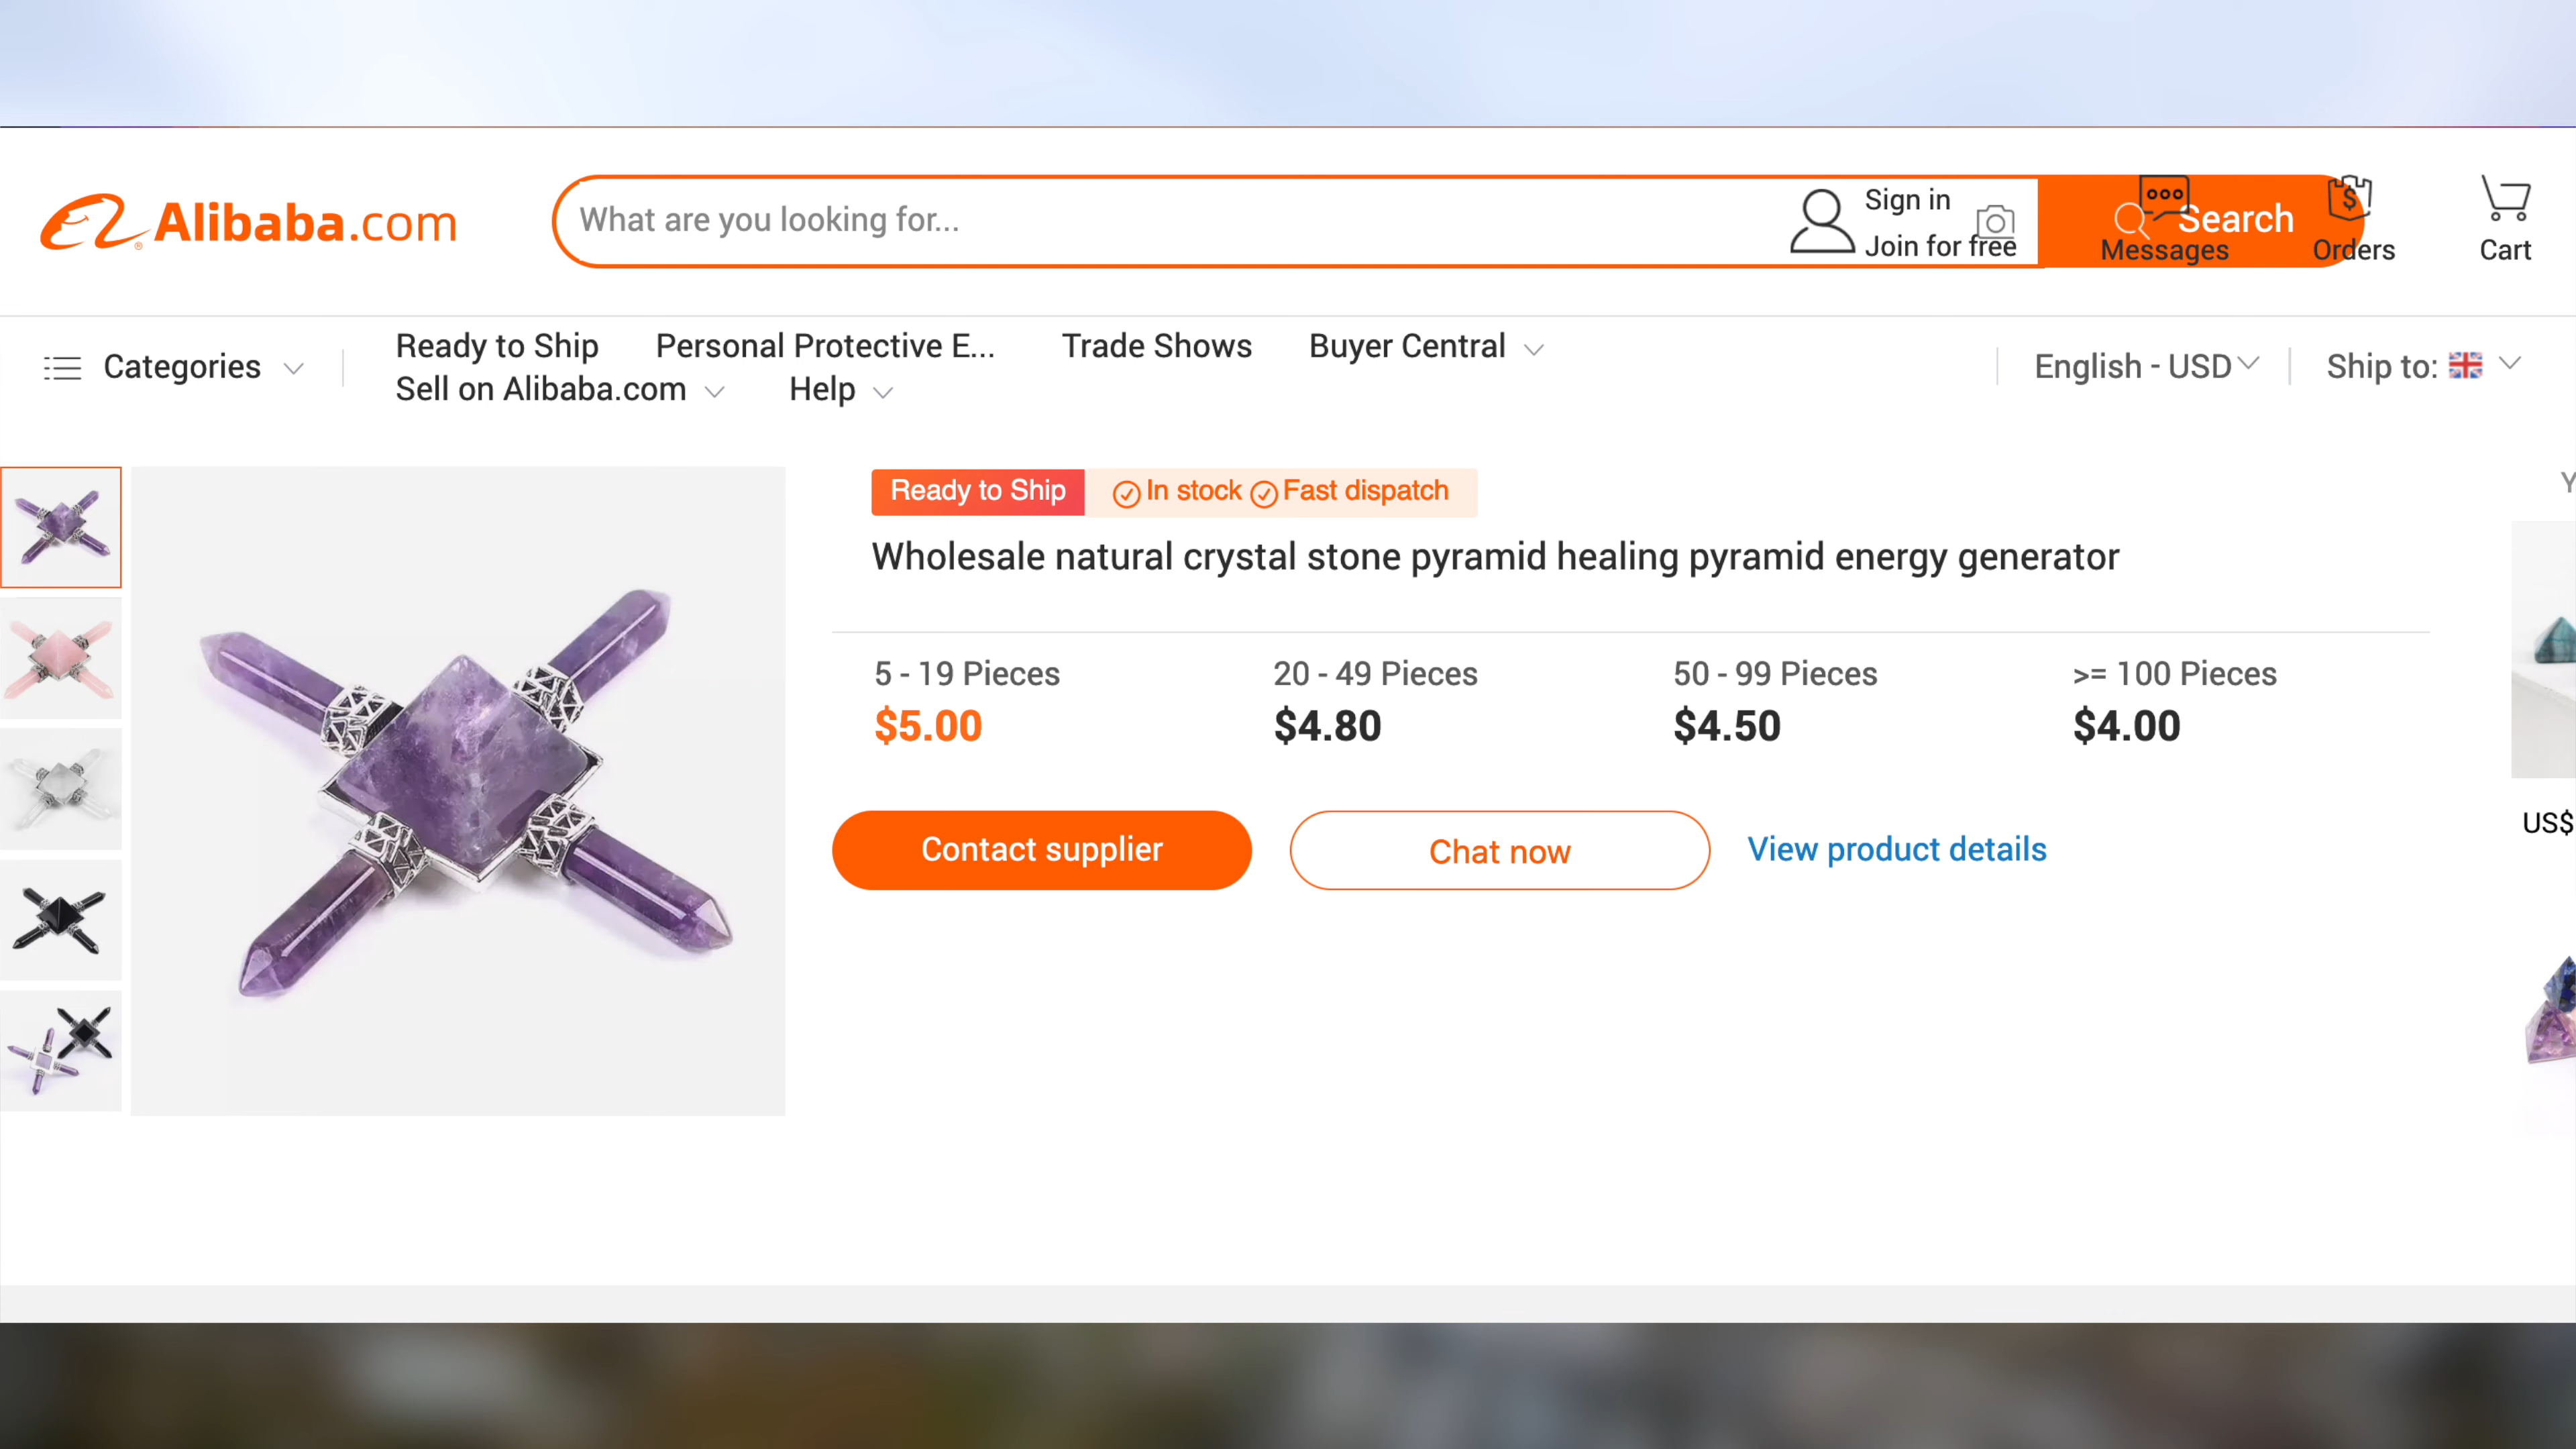 Alibaba.com
What are you looking for...
Sign in
Join for free
Search
Messages
Orders
Cart
Categories
Ready to Ship
Personal Protective E...
Trade Shows
Buyer Central
Sell on Alibaba.com
Help
English - USD
Ship to:
Ready to Ship
In stock
Fast dispatch
Y
Wholesale natural crystal stone pyramid healing pyramid energy generator
5 - 19 Pieces
$5.00
20 - 49 Pieces
$4.80
50 - 99 Pieces
$4.50
>= 100 Pieces
$4.00
US$
Contact supplier
Chat now
View product details